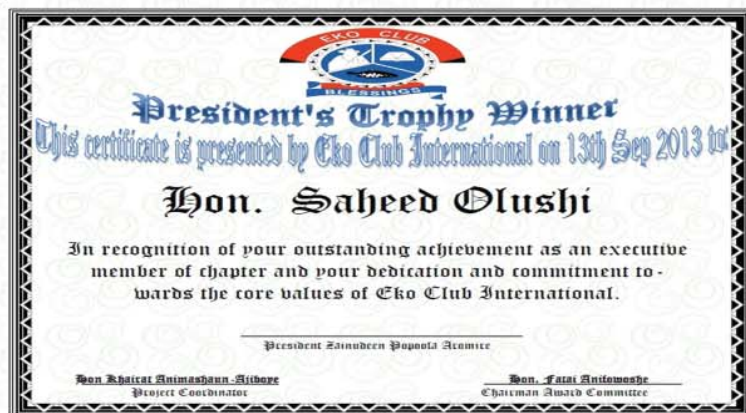 EKO CLUB
BLESSINGS
President's Trophy Winner
This certificate is presented by Eko Club International on 13th Sep 2013 to:
Hon. Saheed Olushi
In recognition of your outstanding achievement as an executive
member of chapter and your dedication and commitment to-
wards the core values of Eko Club International.
President Zainudeen Popoola Aromire
Hon Khairat Animashaun-Ajiboye
Hon. Fatai Anifowoshe
Project Coordinator
Chairman Award Committee